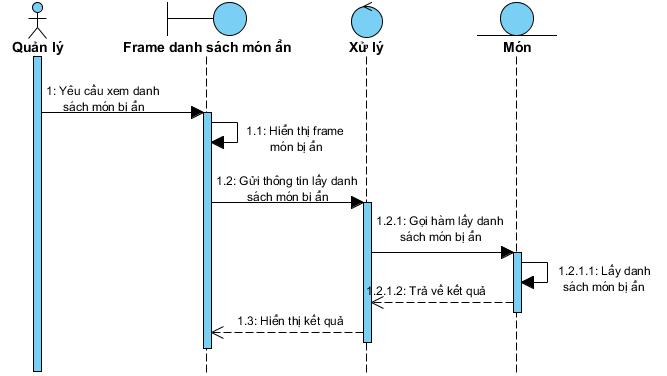 Quản lý
Frame danh sách món ẩn
Xử lý
Món
1: Yêu cầu xem danh
sách món bị ẩn
1.1: Hiển thị frame
món bị ẩn
1.2: Gửi thông tin lấy danh
sách món bị ẩn
1.2.1: Gọi hàm lấy danh
sách món bị ẩn
1.2.1.1: Lấy danh
sách món bị ẩn
1.2.1.2: Trả về kết quả
1.3: Hiển thị kết quả